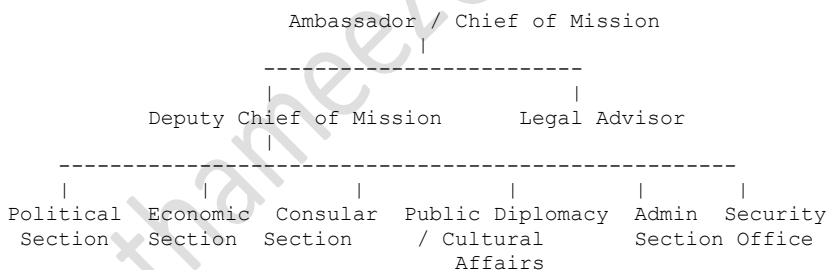 Ambassador / Chief of Mission
Deputy Chief of Mission Legal Advisor
Political Economic Consular Public Diplomacy Admin Security
Section Section Section / Cultural Section Office
Affairs